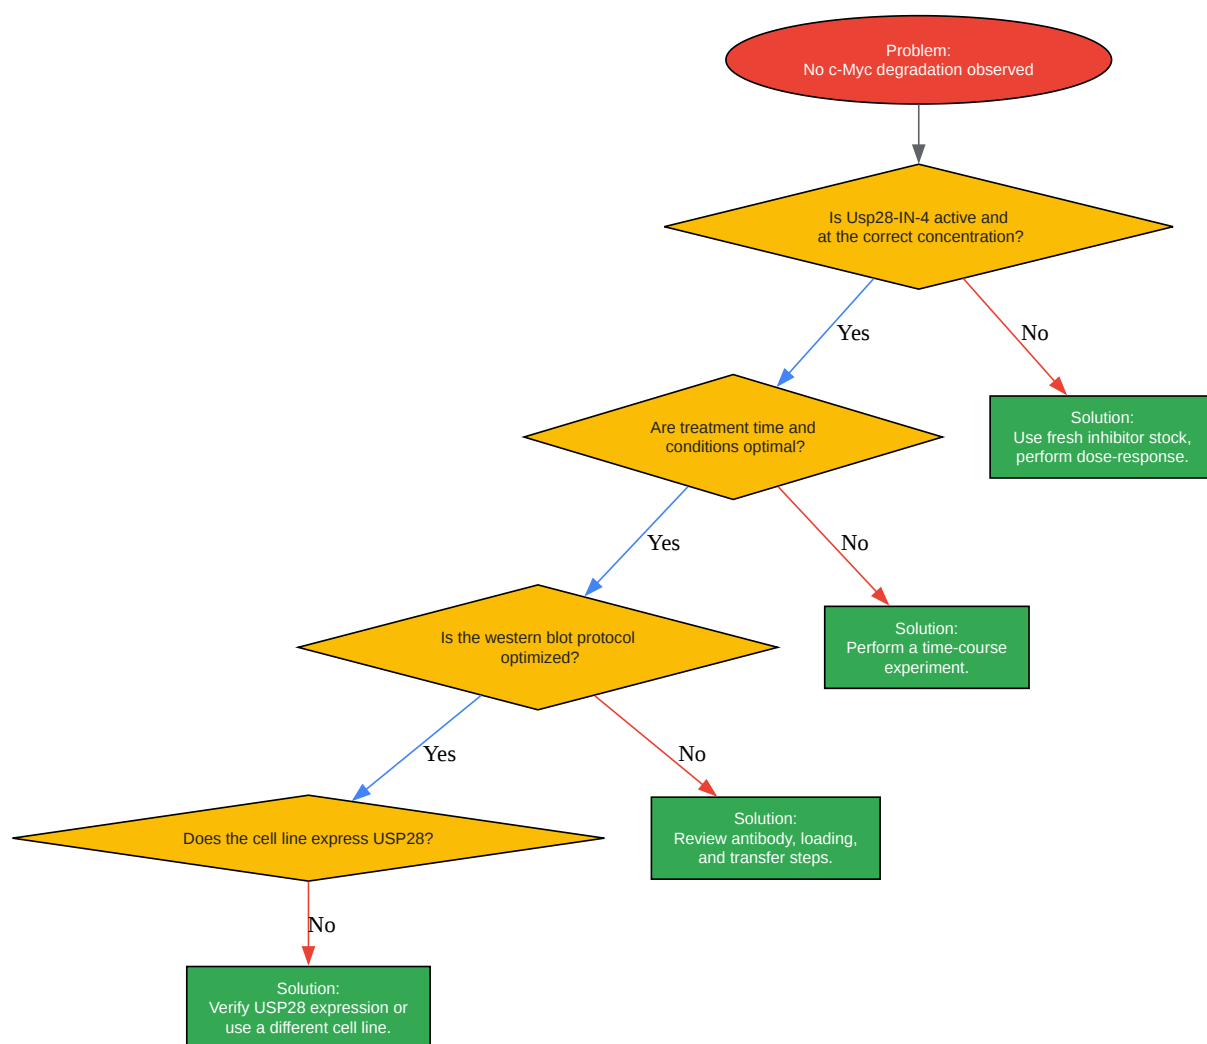 Problem:
No c-Myc degradation observed
Is Usp28-IN-4 active and
at the correct concentration?
Yes
No
Are treatment time and
conditions optimal?
Solution:
Use fresh inhibitor stock,
perform dose-response.
Yes
No
Is the western blot protocol
optimized?
Solution:
Perform a time-course
experiment.
Yes
No
Does the cell line express USP28?
Solution:
Review antibody, loading,
and transfer steps.
No
Solution:
Verify USP28 expression or
use a different cell line.